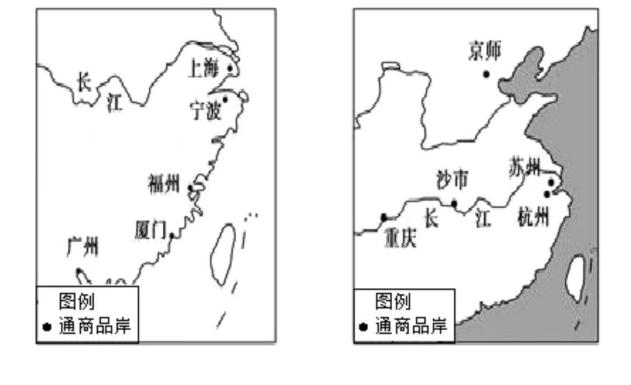 上海
长
江
宁波
福州
厦门
广州
图例
通商品岸
京师
苏州
沙市
杭州
长
江
重庆
图例
通商品岸